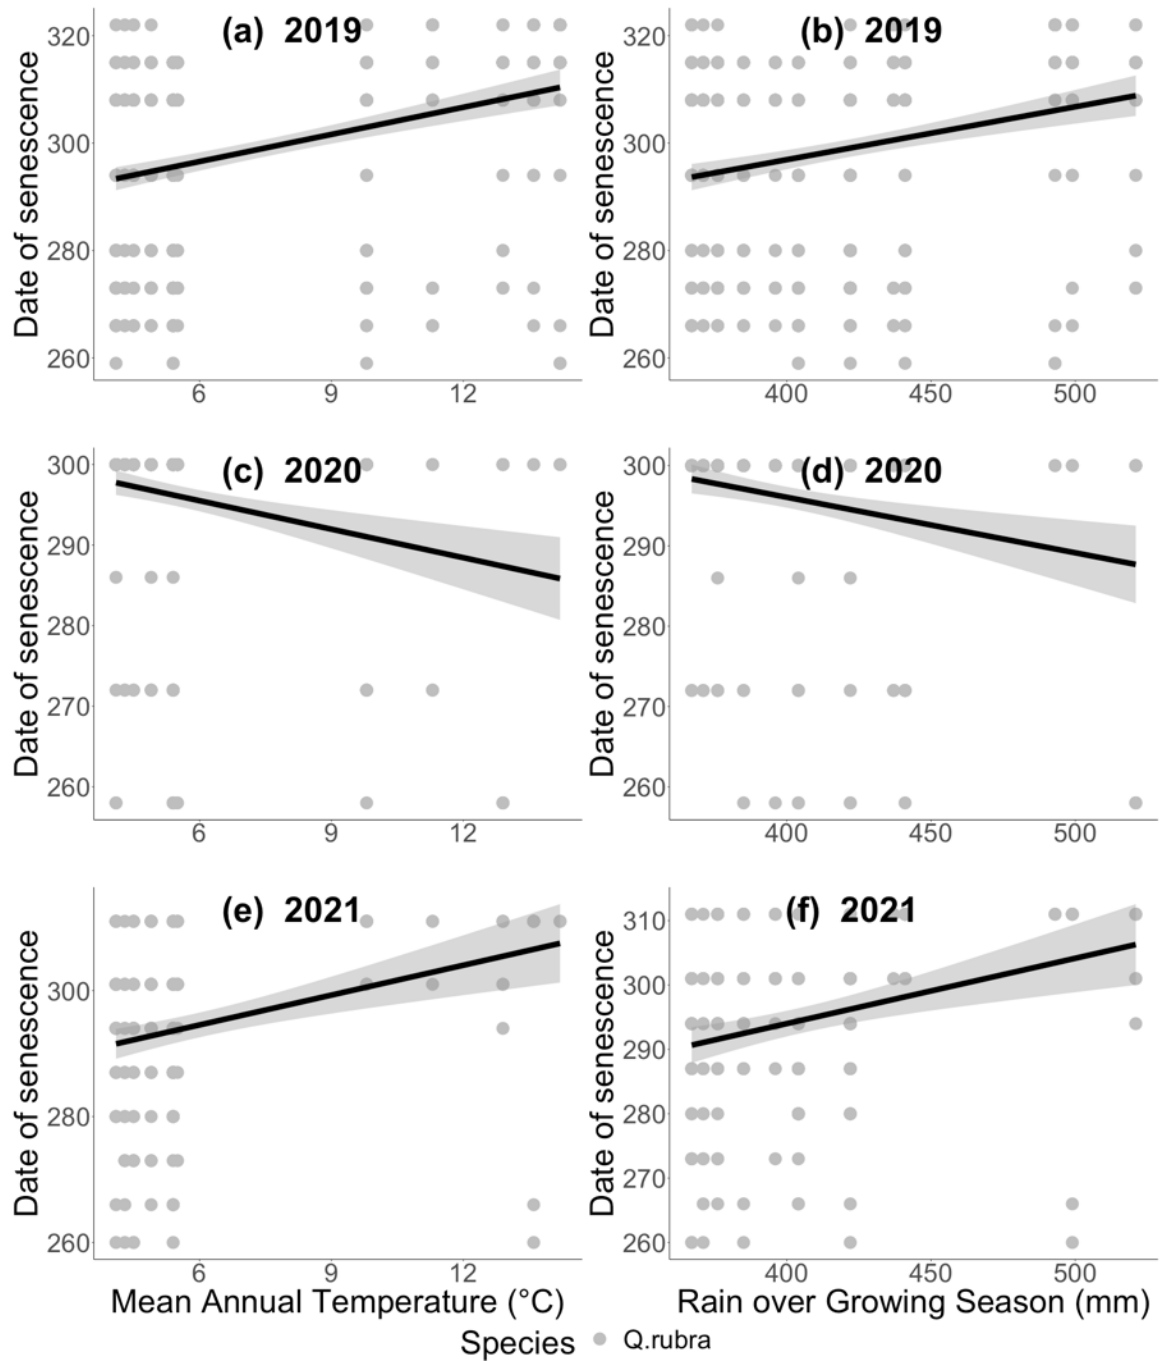 (a) 2019
Date of senescence
320
300
280
260
6 9 12
(b) 2019
Date of senescence
320
300
280
260
400 450 500
(c) 2020
Date of senescence
300
290
280
270
260
6 9 12
(d) 2020
Date of senescence
300
290
280
270
260
400 450 500
(e) 2021
Date of senescence
300
280
260
6 9 12
Mean Annual Temperature (°C)
(f) 2021
Date of senescence
310
300
290
280
270
260
400 450 500
Rain over Growing Season (mm)
Species Q.rubra